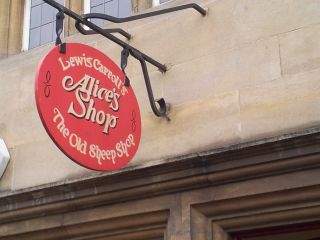 Lewis Carroll's
Alice's
Shop
The Old Sheep Shop